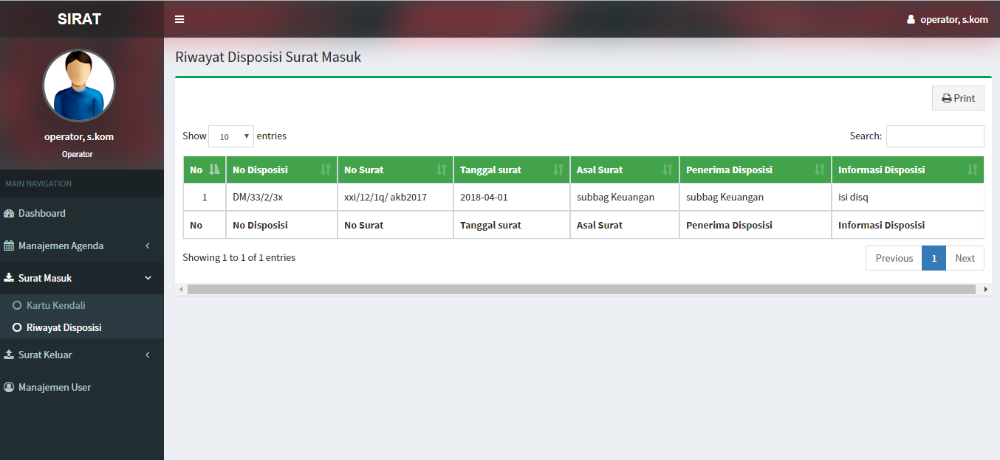 SIRAT
operator, s.kom
operator, s.kom
Operator
MAIN NAVIGATION
Dashboard
Manajemen Agenda
Surat Masuk
Kartu Kendali
Riwayat Disposisi
Surat Keluar
Manajemen User
Riwayat Disposisi Surat Masuk
Print
Show 10 entries Search:
No No Disposisi No Surat Tanggal surat Asal Surat Penerima Disposisi Informasi Disposisi
1 DM/33/2/3x xxi/12/1q/ akb2017 2018-04-01 subbag Keuangan subbag Keuangan isi disq
No No Disposisi No Surat Tanggal surat Asal Surat Penerima Disposisi Informasi Disposisi
Showing 1 to 1 of 1 entries Previous 1 Next